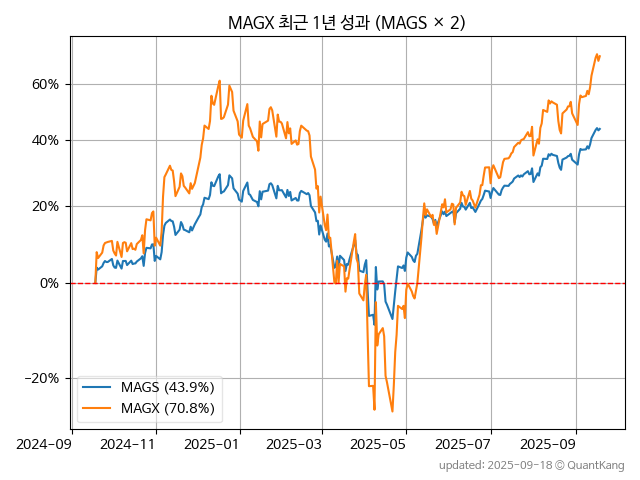 MAGX 최근 1년 성과 (MAGS × 2)
60%
40%
20%
0%
−20%
MAGS (43.9%)
MAGX (70.8%)
2024-09 2024-11 2025-01 2025-03 2025-05 2025-07 2025-09
updated: 2025-09-18 © QuantKang